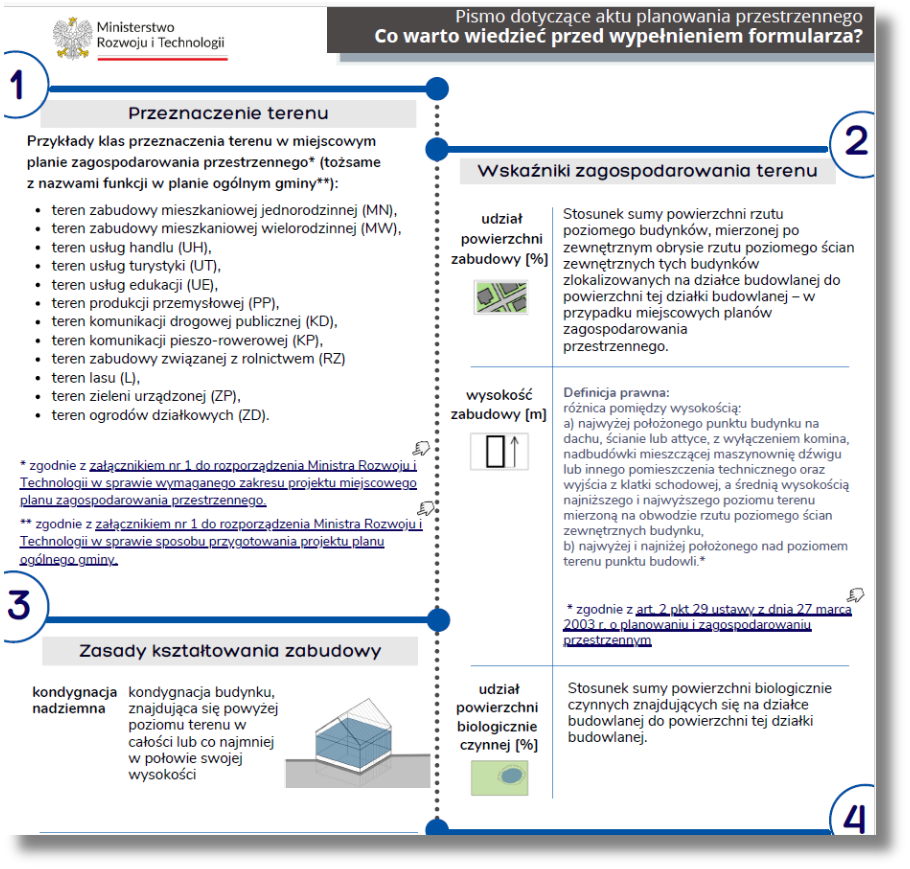 Ministerstwo
Rozwoju i Technologii
Pismo dotyczące aktu planowania przestrzennego
Co warto wiedzieć przed wypełnieniem formularza?
1
Przeznaczenie terenu
Przykłady klas przeznaczenia terenu w miejscowym
planie zagospodarowania przestrzennego* (tożsame
z nazwami funkcji w planie ogólnym gminy**):
• teren zabudowy mieszkaniowej jednorodzinnej (MN),
• teren zabudowy mieszkaniowej wielorodzinnej (MW),
• teren usług handlu (UH),
• teren usług turystyki (UT),
• teren usług edukacji (UE),
• teren produkcji przemysłowej (PP),
• teren komunikacji drogowej publicznej (KD),
• teren komunikacji pieszo-rowerowej (KP),
• teren zabudowy związanej z rolnictwem (RZ)
• teren lasu (L),
• teren zieleni urządzonej (ZP),
• teren ogrodów działkowych (ZD).
* zgodnie z załącznikiem nr 1 do rozporządzenia Ministra Rozwoju i
Technologii w sprawie wymaganego zakresu projektu miejscowego
planu zagospodarowania przestrzennego.
** zgodnie z załącznikiem nr 1 do rozporządzenia Ministra Rozwoju i
Technologii w sprawie sposobu przygotowania projektu planu
ogólnego gminy.
2
Wskaźniki zagospodarowania terenu
udział
powierzchni
zabudowy [%]
Stosunek sumy powierzchni rzutu
poziomego budynków, mierzonej po
zewnętrznym obrysie rzutu poziomego ścian
zewnętrznych tych budynków
zlokalizowanych na działce budowlanej do
powierzchni tej działki budowlanej – w
przypadku miejscowych planów
zagospodarowania
przestrzennego.
wysokość
zabudowy [m]
Definicja prawna:
różnica pomiędzy wysokością:
a) najwyżej położonego punktu budynku na
dachu, ścianie lub attyce, z wyłączeniem komina,
nadbudówki mieszczącej maszynownię dźwigu
lub innego pomieszczenia technicznego oraz
wyjścia z klatki schodowej, a średnią wysokością
najniższego i najwyższego poziomu terenu
mierzoną na obwodzie rzutu poziomego ścian
zewnętrznych budynku,
b) najwyżej i najniżej położonego nad poziomem
terenu punktu budowli.*
* zgodnie z art. 2 pkt 29 ustawy z dnia 27 marca
2003 r. o planowaniu i zagospodarowaniu
przestrzennym
udział
powierzchni
biologicznie
czynnej [%]
Stosunek sumy powierzchni biologicznie
czynnych znajdujących się na działce
budowlanej do powierzchni tej działki
budowlanej.
3
Zasady kształtowania zabudowy
kondygnacja
nadziemna
kondygnacja budynku,
znajdująca się powyżej
poziomu terenu w
całości lub co najmniej
w połowie swojej
wysokości
4